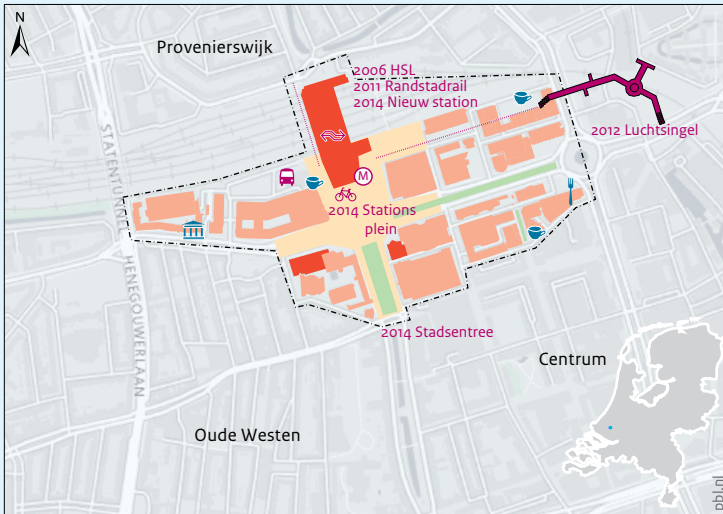 N
Provenierswijk
2006 HSL
2011 Randstadrail
2014 Nieuw station
2012 Luchtsingel
STATENTUNNEL
HENEGOUWERLAAN
M
2014 Stations
plein
2014 Stadsentree
Centrum
Oude Westen
pbl.nl